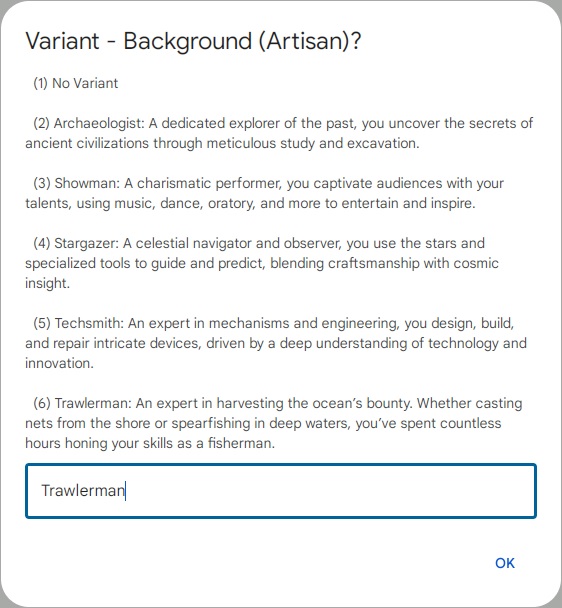 Variant - Background (Artisan)?
(1) No Variant
(2) Archaeologist: A dedicated explorer of the past, you uncover the secrets of
ancient civilizations through meticulous study and excavation.
(3) Showman: A charismatic performer, you captivate audiences with your
talents, using music, dance, oratory, and more to entertain and inspire.
(4) Stargazer: A celestial navigator and observer, you use the stars and
specialized tools to guide and predict, blending craftsmanship with cosmic
insight.
(5) Techsmith: An expert in mechanisms and engineering, you design, build,
and repair intricate devices, driven by a deep understanding of technology and
innovation.
(6) Trawlerman: An expert in harvesting the ocean’s bounty. Whether casting
nets from the shore or spearfishing in deep waters, you’ve spent countless
hours honing your skills as a fisherman.
Trawlerman
OK